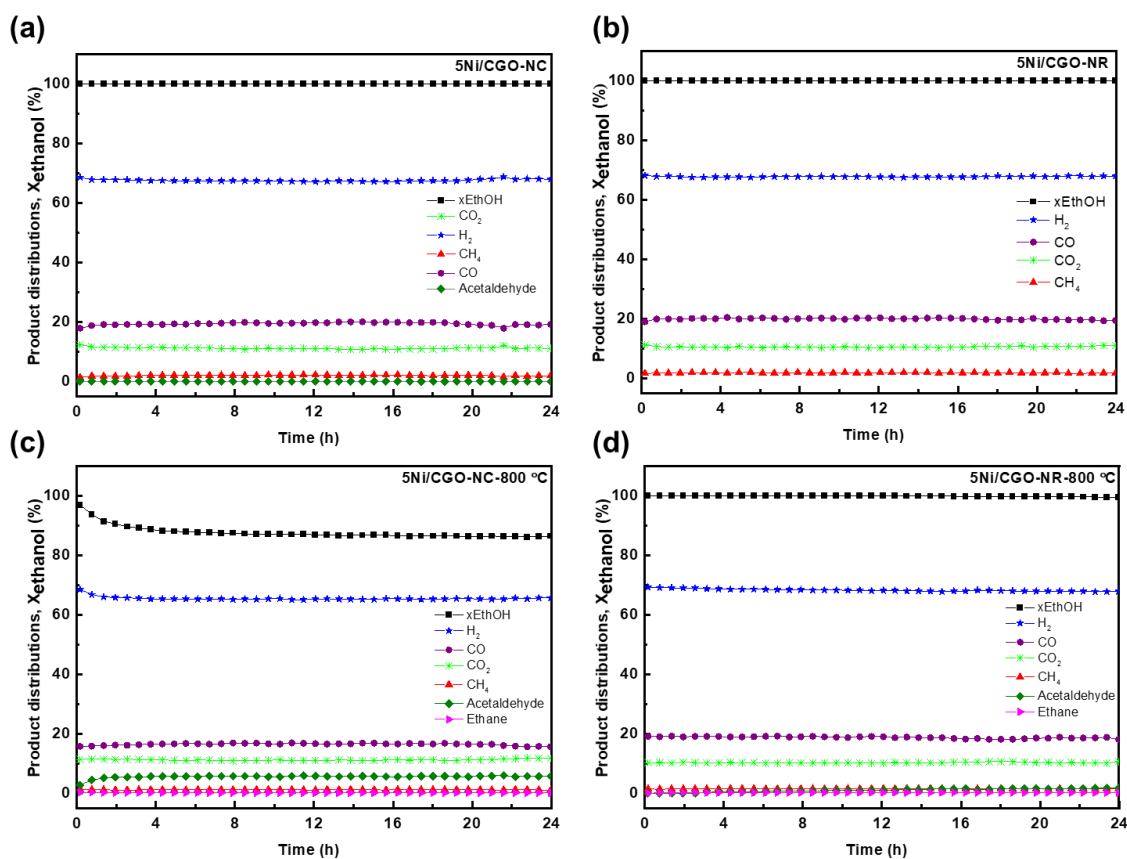 (a)
5Ni/CGO-NC
Product distributions, Xethanol (%)
100
80
60
40
20
0
xEthOH
CO₂
H₂
CH₄
CO
Acetaldehyde
0 4 8 12 16 20 24
Time (h)
(b)
5Ni/CGO-NR
Product distributions, Xethanol (%)
100
80
60
40
20
0
xEthOH
H₂
CO
CO₂
CH₄
0 4 8 12 16 20 24
Time (h)
(c)
5Ni/CGO-NC-800 ºC
Product distributions, Xethanol (%)
100
80
60
40
20
0
xEthOH
H₂
CO
CO₂
CH₄
Acetaldehyde
Ethane
0 4 8 12 16 20 24
Time (h)
(d)
5Ni/CGO-NR-800 ºC
Product distributions, Xethanol (%)
100
80
60
40
20
0
xEthOH
H₂
CO
CO₂
CH₄
Acetaldehyde
Ethane
0 4 8 12 16 20 24
Time (h)